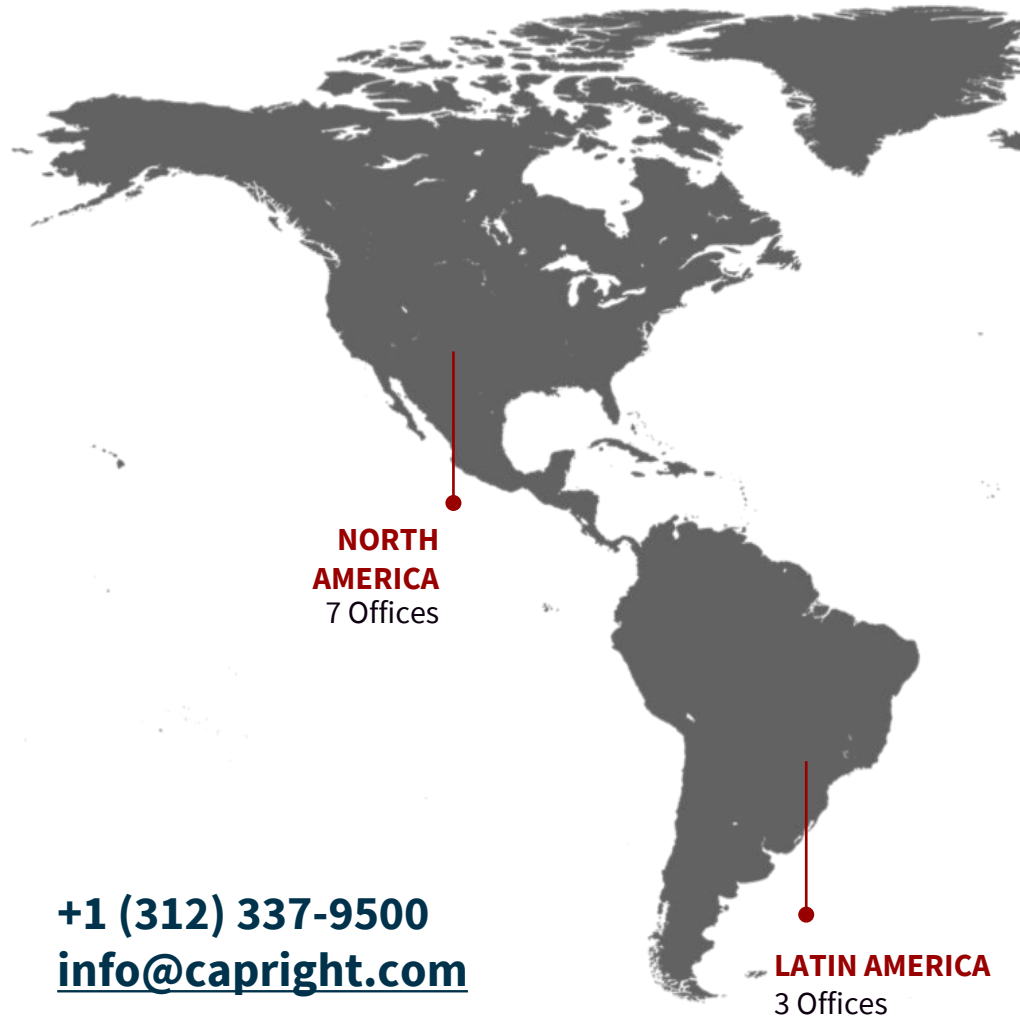 NORTH
AMERICA
7 Offices
+1 (312) 337-9500
info@capright.com
LATIN AMERICA
3 Offices